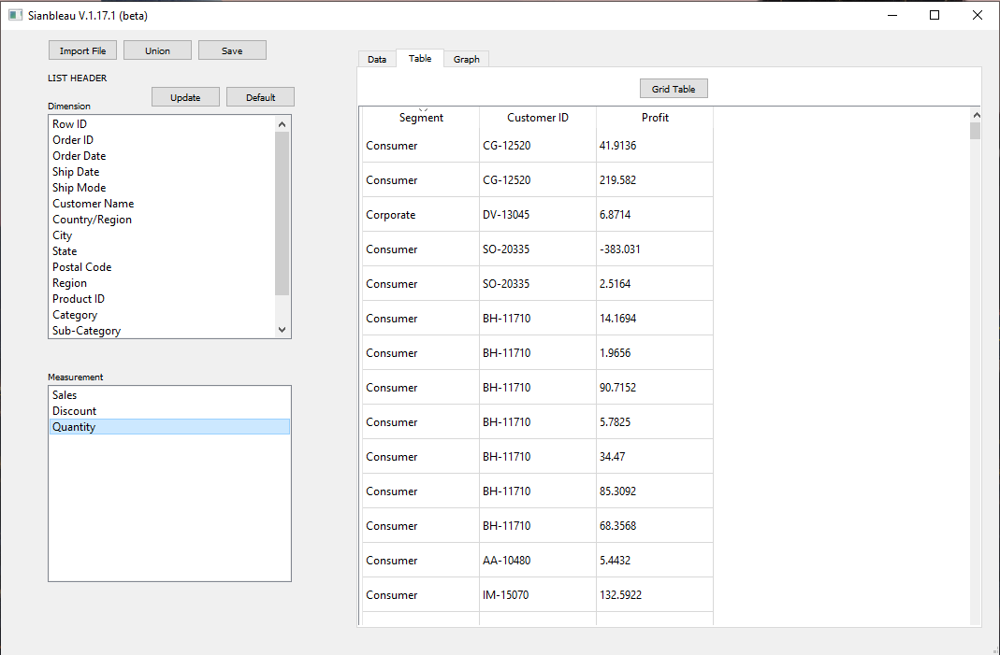 Sianbleau V.1.17.1 (beta)
Import File Union Save
LIST HEADER
Update Default
Dimension
Row ID
Order ID
Order Date
Ship Date
Ship Mode
Customer Name
Country/Region
City
State
Postal Code
Region
Product ID
Category
Sub-Category
Measurement
Sales
Discount
Quantity
Data Table Graph
Grid Table
Segment Customer ID Profit
Consumer CG-12520 41.9136
Consumer CG-12520 219.582
Corporate DV-13045 6.8714
Consumer SO-20335 -383.031
Consumer SO-20335 2.5164
Consumer BH-11710 14.1694
Consumer BH-11710 1.9656
Consumer BH-11710 90.7152
Consumer BH-11710 5.7825
Consumer BH-11710 34.47
Consumer BH-11710 85.3092
Consumer BH-11710 68.3568
Consumer AA-10480 5.4432
Consumer IM-15070 132.5922